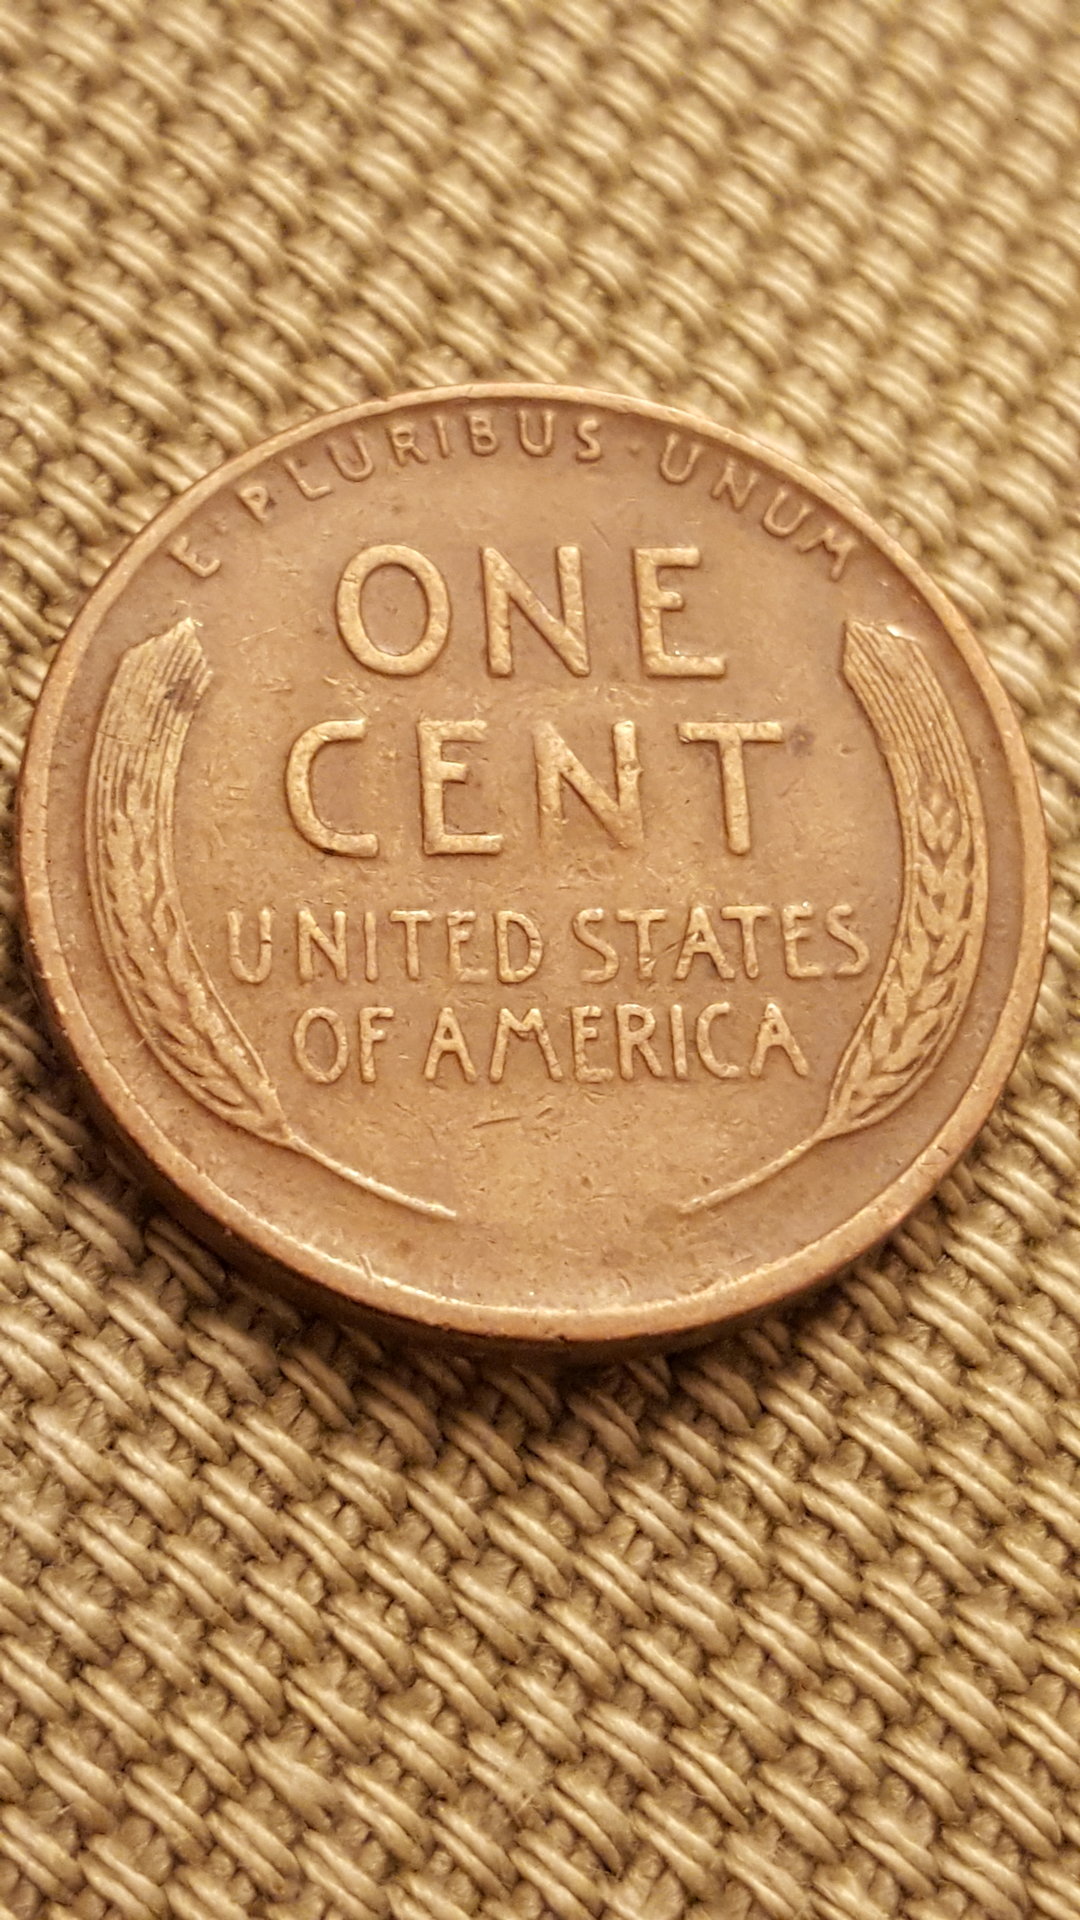 E · PLURIBUS · UNUM
ONE
CENT
UNITED STATES
OF AMERICA